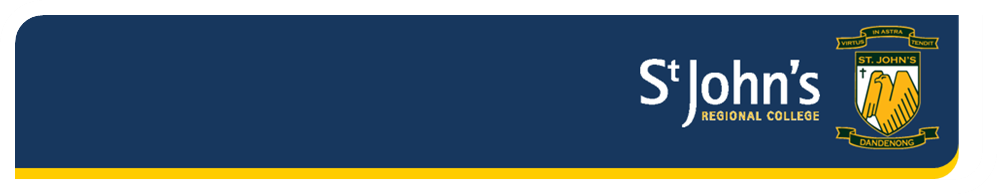 St John's
REGIONAL COLLEGE
IN ASTRA
VIRTUS TENDIT
ST. JOHN'S
DANDENONG